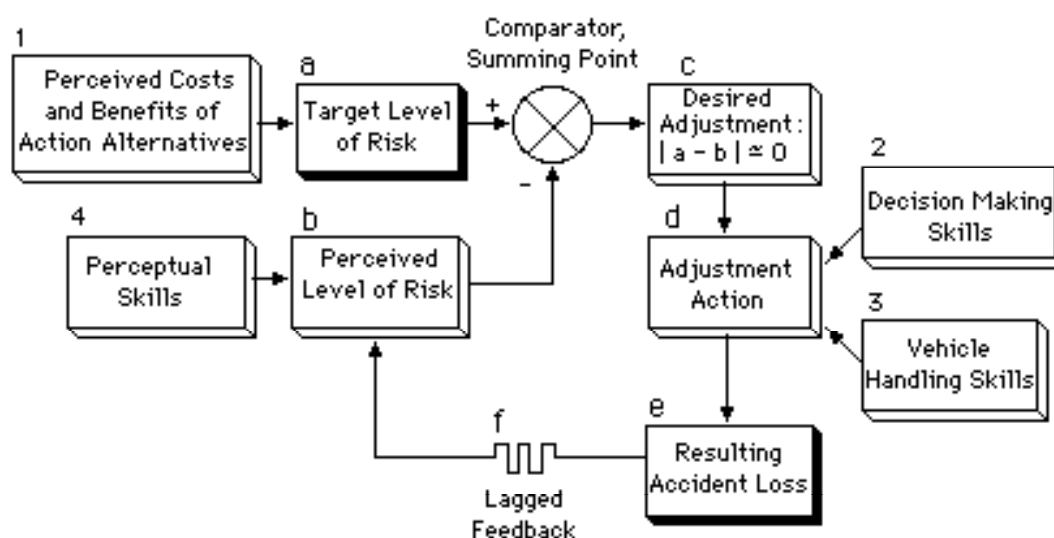 1
Perceived Costs
and Benefits of
Action Alternatives
a
Target Level
of Risk
+
-
Comparator,
Summing Point
c
Desired
Adjustment:
| a - b | ≃ 0
2
Decision Making
Skills
4
Perceptual
Skills
b
Perceived
Level of Risk
d
Adjustment
Action
3
Vehicle
Handling Skills
f
Lagged
Feedback
e
Resulting
Accident Loss